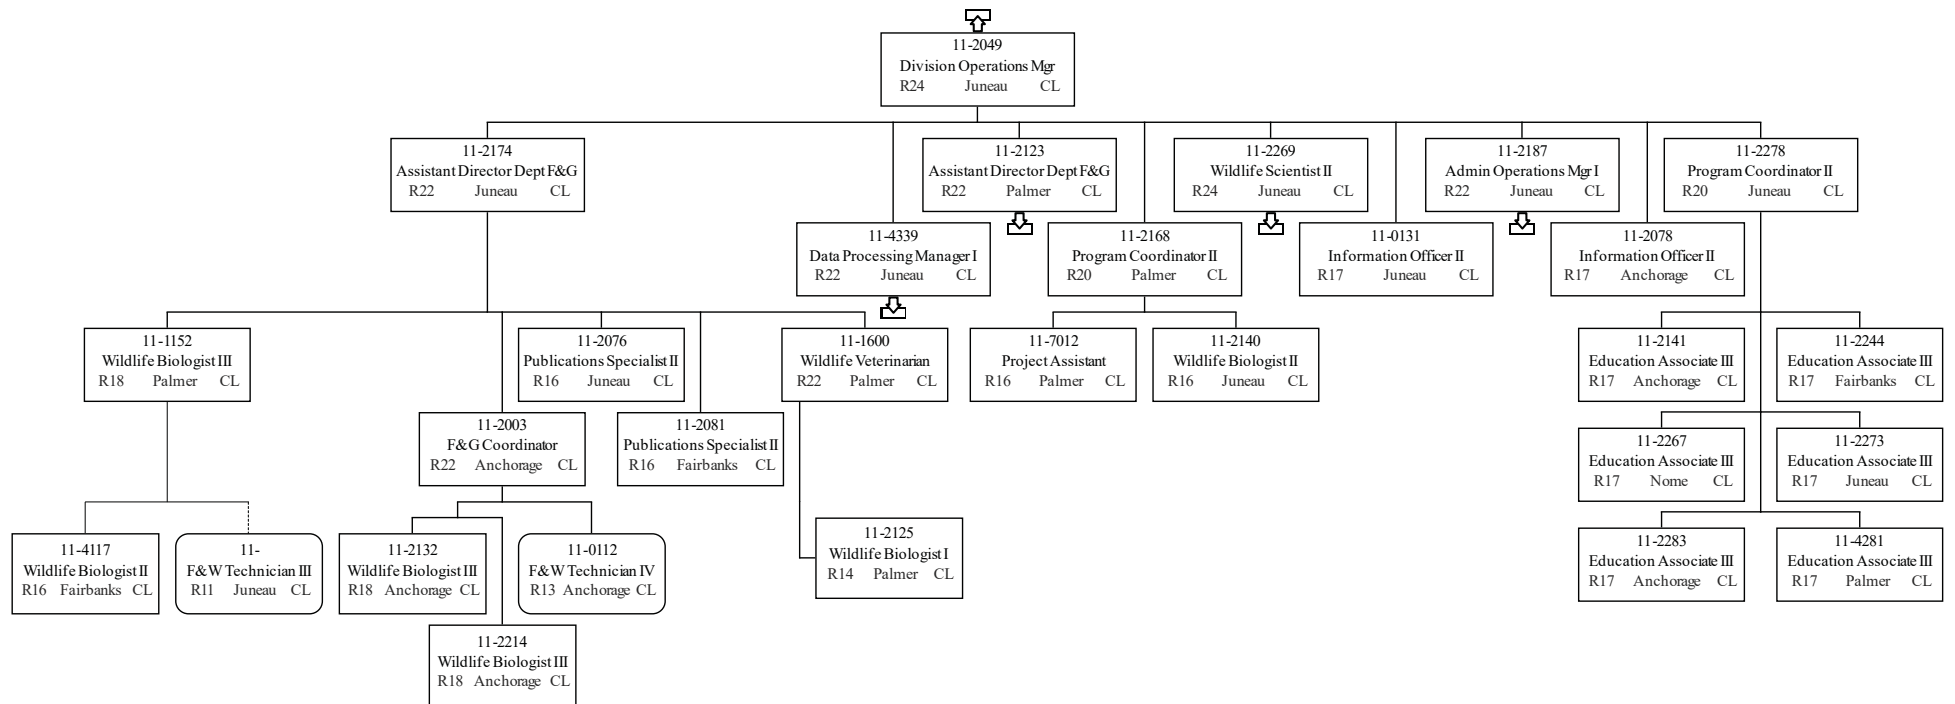 11-2049
Division Operations Mgr
R24 Juneau CL
11-2174
Assistant Director Dept F&G
R22 Juneau CL
11-2123
Assistant Director Dept F&G
R22 Palmer CL
11-2269
Wildlife Scientist II
R24 Juneau CL
11-2187
Admin Operations Mgr I
R22 Juneau CL
11-2278
Program Coordinator II
R20 Juneau CL
11-4339
Data Processing Manager I
R22 Juneau CL
11-2168
Program Coordinator II
R20 Palmer CL
11-0131
Information Officer II
R17 Juneau CL
11-2078
Information Officer II
R17 Anchorage CL
11-1152
Wildlife Biologist III
R18 Palmer CL
11-2076
Publications Specialist II
R16 Juneau CL
11-1600
Wildlife Veterinarian
R22 Palmer CL
11-7012
Project Assistant
R16 Palmer CL
11-2140
Wildlife Biologist II
R16 Juneau CL
11-2141
Education Associate III
R17 Anchorage CL
11-2244
Education Associate III
R17 Fairbanks CL
11-2003
F&G Coordinator
R22 Anchorage CL
11-2081
Publications Specialist II
R16 Fairbanks CL
11-2267
Education Associate III
R17 Nome CL
11-2273
Education Associate III
R17 Juneau CL
11-4117
Wildlife Biologist II
R16 Fairbanks CL
11-
F&W Technician III
R11 Juneau CL
11-2132
Wildlife Biologist III
R18 Anchorage CL
11-0112
F&W Technician IV
R13 Anchorage CL
11-2125
Wildlife Biologist I
R14 Palmer CL
11-2283
Education Associate III
R17 Anchorage CL
11-4281
Education Associate III
R17 Palmer CL
11-2214
Wildlife Biologist III
R18 Anchorage CL